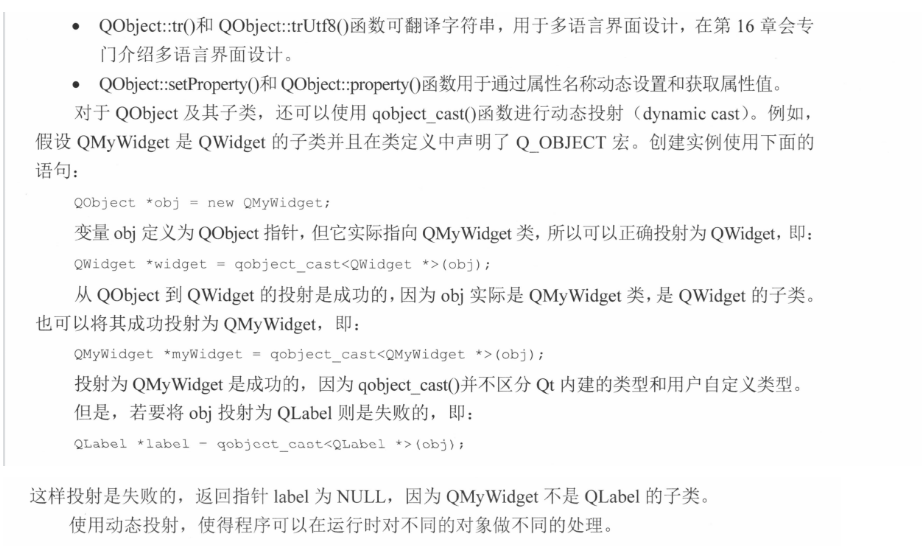 • QObject::tr()和 QObject::trUtf8()函数可翻译字符串，用于多语言界面设计，在第 16 章会专
门介绍多语言界面设计。
• QObject::setProperty()和 QObject::property()函数用于通过属性名称动态设置和获取属性值。
对于 QObject 及其子类，还可以使用 qobject_cast()函数进行动态投射（dynamic cast）。例如，
假设 QMyWidget 是 QWidget 的子类并且在类定义中声明了 Q_OBJECT 宏。创建实例使用下面的
语句：
QObject *obj = new QMyWidget;
变量 obj 定义为 QObject 指针，但它实际指向 QMyWidget 类，所以可以正确投射为 QWidget，即：
QWidget *widget = qobject_cast<QWidget *>(obj);
从 QObject 到 QWidget 的投射是成功的，因为 obj 实际是 QMyWidget 类，是 QWidget 的子类。
也可以将其成功投射为 QMyWidget，即：
QMyWidget *myWidget = qobject_cast<QMyWidget *>(obj);
投射为 QMyWidget 是成功的，因为 qobject_cast()并不区分 Qt 内建的类型和用户自定义类型。
但是，若要将 obj 投射为 QLabel 则是失败的，即：
QLabel *label = qobject_cast<QLabel *>(obj);
这样投射是失败的，返回指针 label 为 NULL，因为 QMyWidget 不是 QLabel 的子类。
使用动态投射，使得程序可以在运行时对不同的对象做不同的处理。